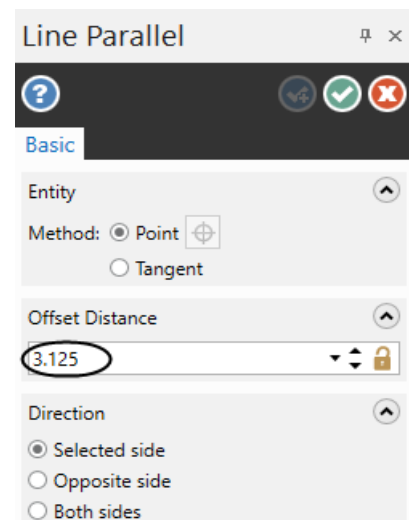 Line Parallel
Basic
Entity
Method: Point
Tangent
Offset Distance
3.125
Direction
Selected side
Opposite side
Both sides